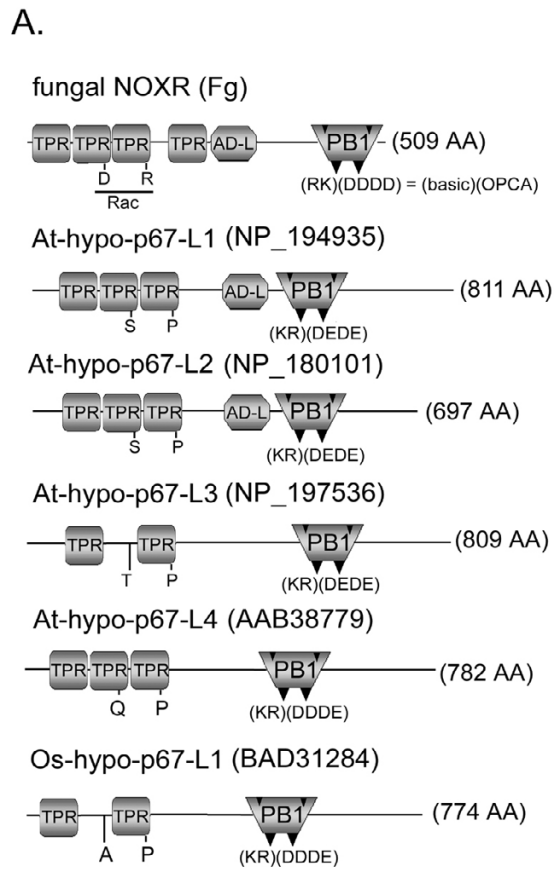 A.
fungal NOXR (Fg)
TPR TPR TPR TPR AD-L PB1 (509 AA)
D R (RK)(DDDD) = (basic)(OPCA)
Rac
At-hypo-p67-L1 (NP_194935)
TPR TPR TPR AD-L PB1 (811 AA)
S P (KR)(DEDE)
At-hypo-p67-L2 (NP_180101)
TPR TPR TPR AD-L PB1 (697 AA)
S P (KR)(DEDE)
At-hypo-p67-L3 (NP_197536)
TPR TPR PB1 (809 AA)
T P (KR)(DEDE)
At-hypo-p67-L4 (AAB38779)
TPR TPR TPR PB1 (782 AA)
Q P (KR)(DDDE)
Os-hypo-p67-L1 (BAD31284)
TPR TPR PB1 (774 AA)
A P (KR)(DDDE)